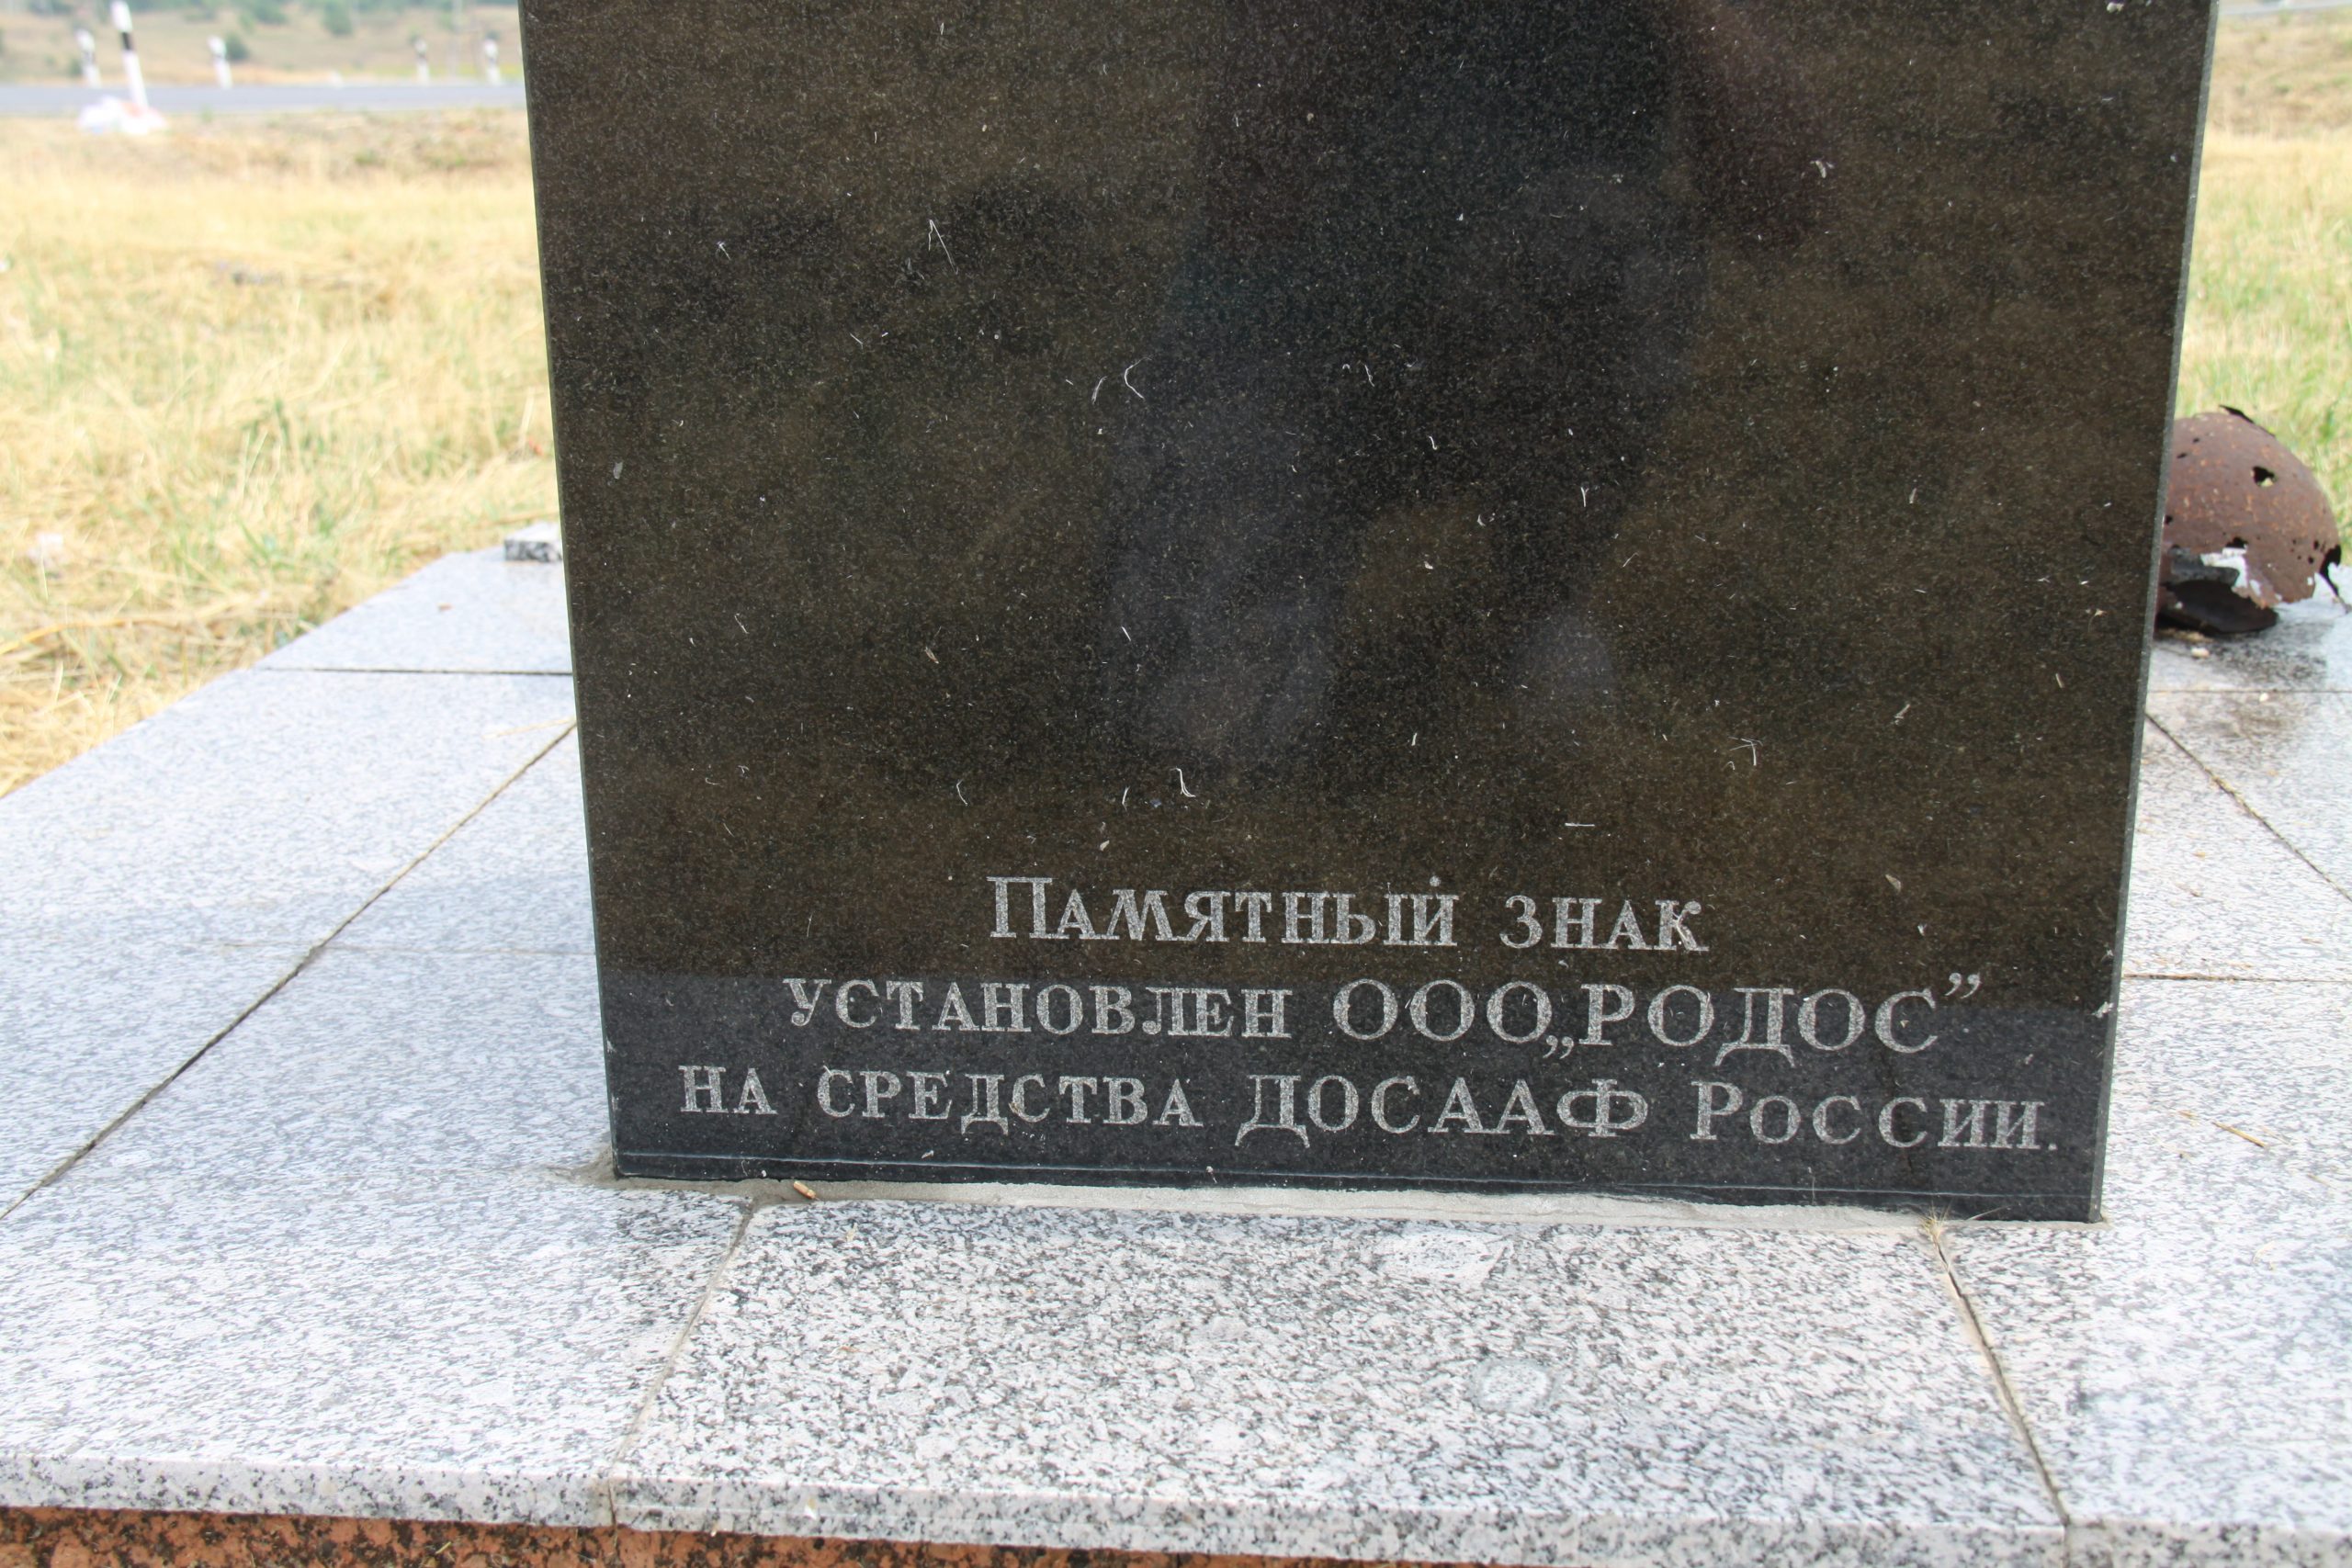 Памятный знак
установлен ООО„РОДОС”
на средства ДОСААФ России.